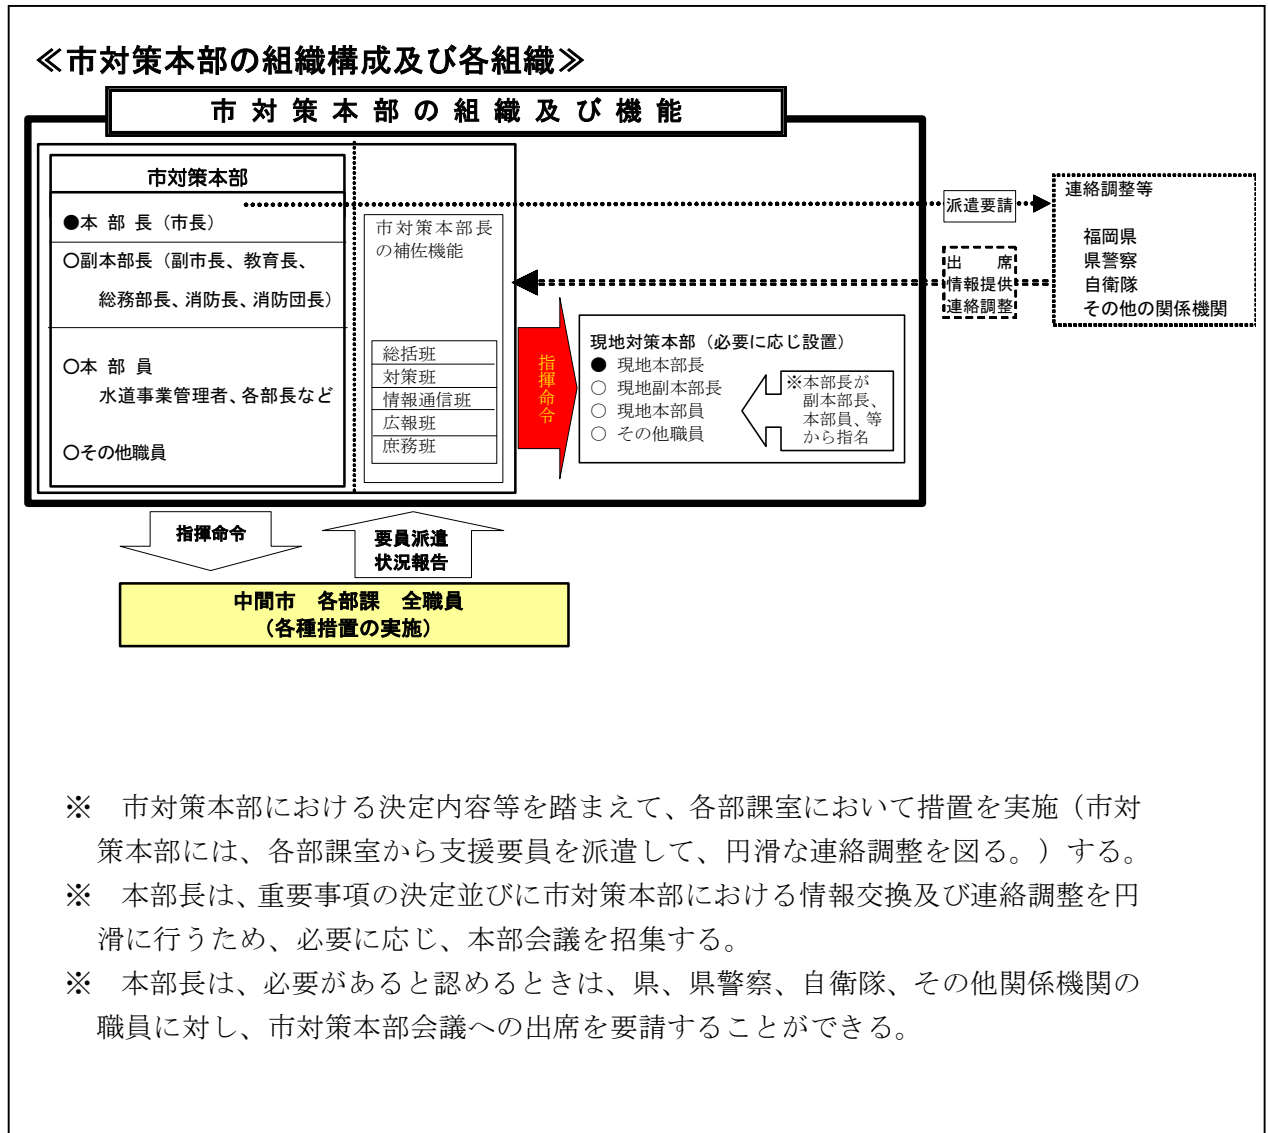 ≪市対策本部の組織構成及び各組織≫
市対策本部の組織及び機能
市対策本部
●本 部 長（市長）
○副本部長（副市長、教育長、
総務部長、消防長、消防団長）
○本 部 員
水道事業管理者、各部長など
○その他職員
市対策本部長
の補佐機能
総括班
対策班
情報通信班
広報班
庶務班
指揮命令
現地対策本部（必要に応じ設置）
● 現地本部長
○ 現地副本部長
○ 現地本部員
○ その他職員
※本部長が
副本部長、
本部員、等
から指名
派遣要請
出　席
情報提供
連絡調整
連絡調整等
福岡県
県警察
自衛隊
その他の関係機関
指揮命令
要員派遣
状況報告
中間市　各部課　全職員
（各種措置の実施）
※　市対策本部における決定内容等を踏まえて、各部課室において措置を実施（市対
策本部には、各部課室から支援要員を派遣して、円滑な連絡調整を図る。）する。
※　本部長は、重要事項の決定並びに市対策本部における情報交換及び連絡調整を円
滑に行うため、必要に応じ、本部会議を招集する。
※　本部長は、必要があると認めるときは、県、県警察、自衛隊、その他関係機関の
職員に対し、市対策本部会議への出席を要請することができる。